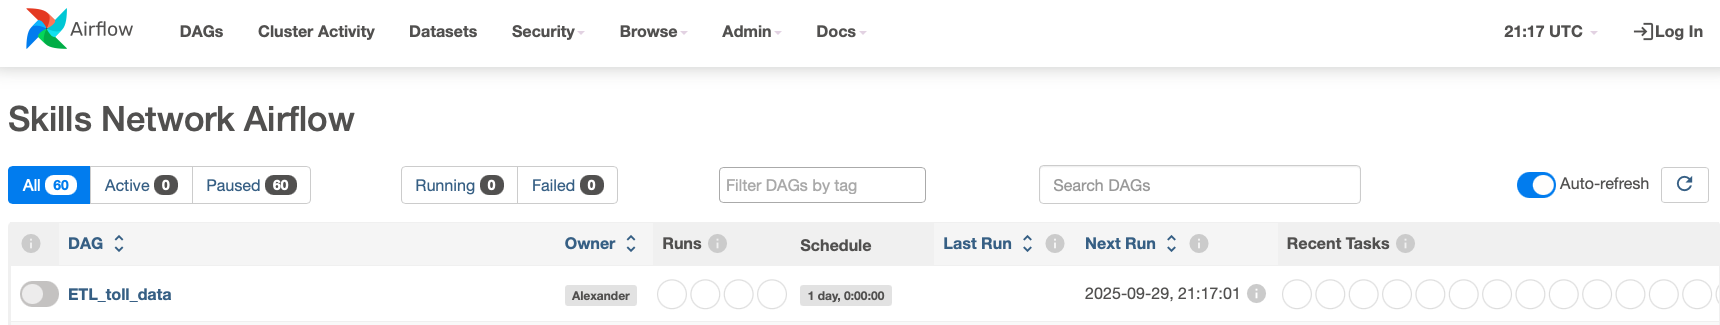 Airflow DAGs Cluster Activity Datasets Security Browse Admin Docs 21:17 UTC Log In
Skills Network Airflow
All 60 Active 0 Paused 60 Running 0 Failed 0 Filter DAGs by tag Search DAGs Auto-refresh
DAG Owner Runs Schedule Last Run Next Run Recent Tasks
ETL_toll_data Alexander 1 day, 0:00:00 2025-09-29, 21:17:01